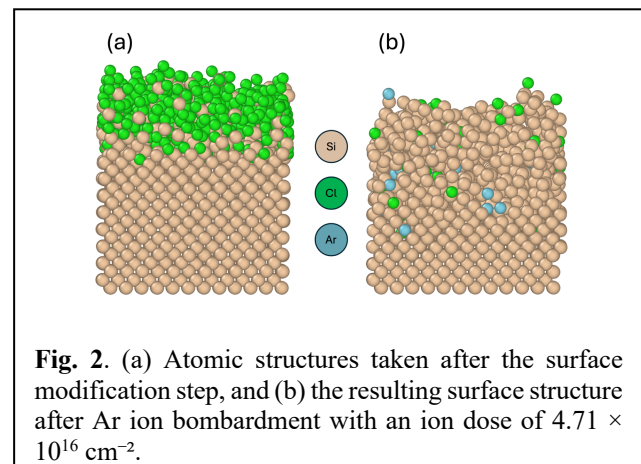 (a)
(b)
Si
Cl
Ar
Fig. 2. (a) Atomic structures taken after the surface
modification step, and (b) the resulting surface structure
after Ar ion bombardment with an ion dose of 4.71 ×
10¹⁶ cm⁻².